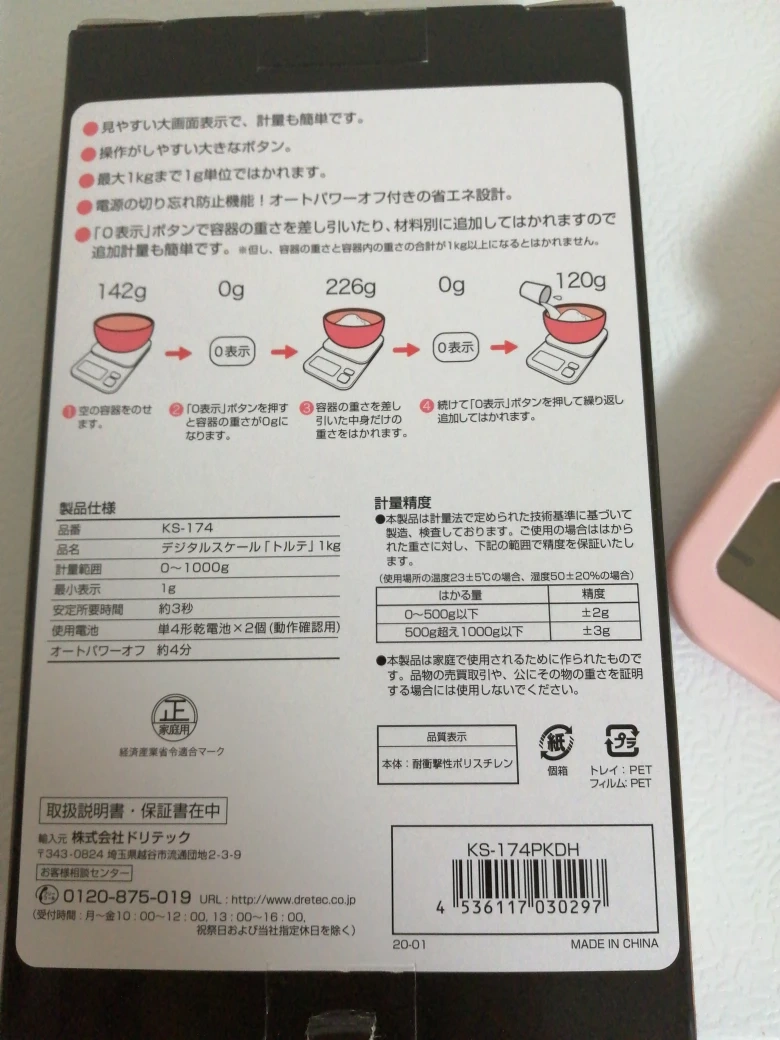 ●見やすい大画面表示で、計量も簡単です。
●操作がしやすい大きなボタン。
●最大1kgまで1g単位ではかれます。
●電源の切り忘れ防止機能！オートパワーオフ付きの省エネ設計。
●「0表示」ボタンで容器の重さを差し引いたり、材料別に追加してはかれますので
追加計量も簡単です。※但し、容器の重さと容器内の重さの合計が1kg以上になるとはかれません。
142g 0g 226g 0g 120g
0表示 0表示
1 空の容器をのせ
ます。
2 「0表示」ボタンを押す
と容器の重さが0gに
なります。
3 容器の重さを差し
引いた中身だけの
重さをはかれます。
4 続けて「0表示」ボタンを押して繰り返し
追加してはかれます。
製品仕様
品番 KS-174
品名 デジタルスケール「トルテ」1kg
計量範囲 0～1000g
最小表示 1g
安定所要時間 約3秒
使用電池 単4形乾電池×2個(動作確認用)
オートパワーオフ 約4分
計量精度
●本製品は計量法で定められた技術基準に基づいて
製造、検査しております。ご使用の場合ははから
れた重さに対し、下記の範囲で精度を保証いたし
ます。
(使用場所の温度23±5℃の場合、湿度50±20%の場合)
はかる量 精度
0～500g以下 ±2g
500g超え1000g以下 ±3g
●本製品は家庭で使用されるために作られたもので
す。品物の売買取引や、公にその物の重さを証明
する場合には使用しないでください。
正
家庭用
経済産業省令適合マーク
品質表示
本体：耐衝撃性ポリスチレン
紙
個箱
プラ
トレイ：PET
フィルム：PET
取扱説明書・保証書在中
輸入元 株式会社ドリテック
〒343-0824 埼玉県越谷市流通団地2-3-9
お客様相談センター
0120-875-019 URL：http://www.dretec.co.jp
(受付時間：月～金10：00～12：00, 13：00～16：00,
祝祭日および当社指定休日を除く)
KS-174PKDH
4 536117 030297
20-01 MADE IN CHINA